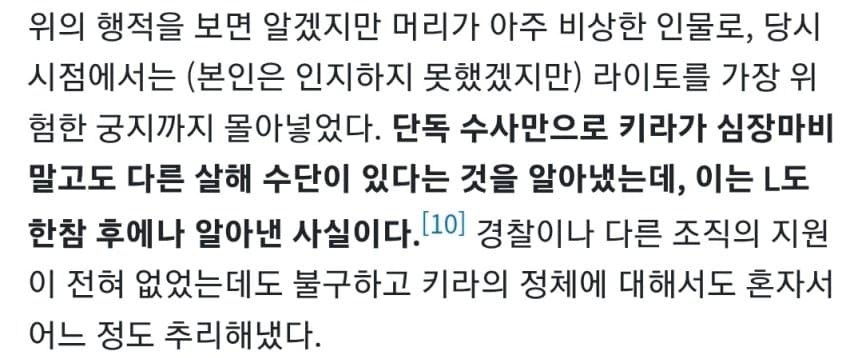 위의 행적을 보면 알겠지만 머리가 아주 비상한 인물로, 당시
시점에서는 (본인은 인지하지 못했겠지만) 라이토를 가장 위
험한 궁지까지 몰아넣었다. 단독 수사만으로 키라가 심장마비
말고도 다른 살해 수단이 있다는 것을 알아냈는데, 이는 L도
한참 후에나 알아낸 사실이다.[10] 경찰이나 다른 조직의 지원
이 전혀 없었는데도 불구하고 키라의 정체에 대해서도 혼자서
어느 정도 추리해냈다.